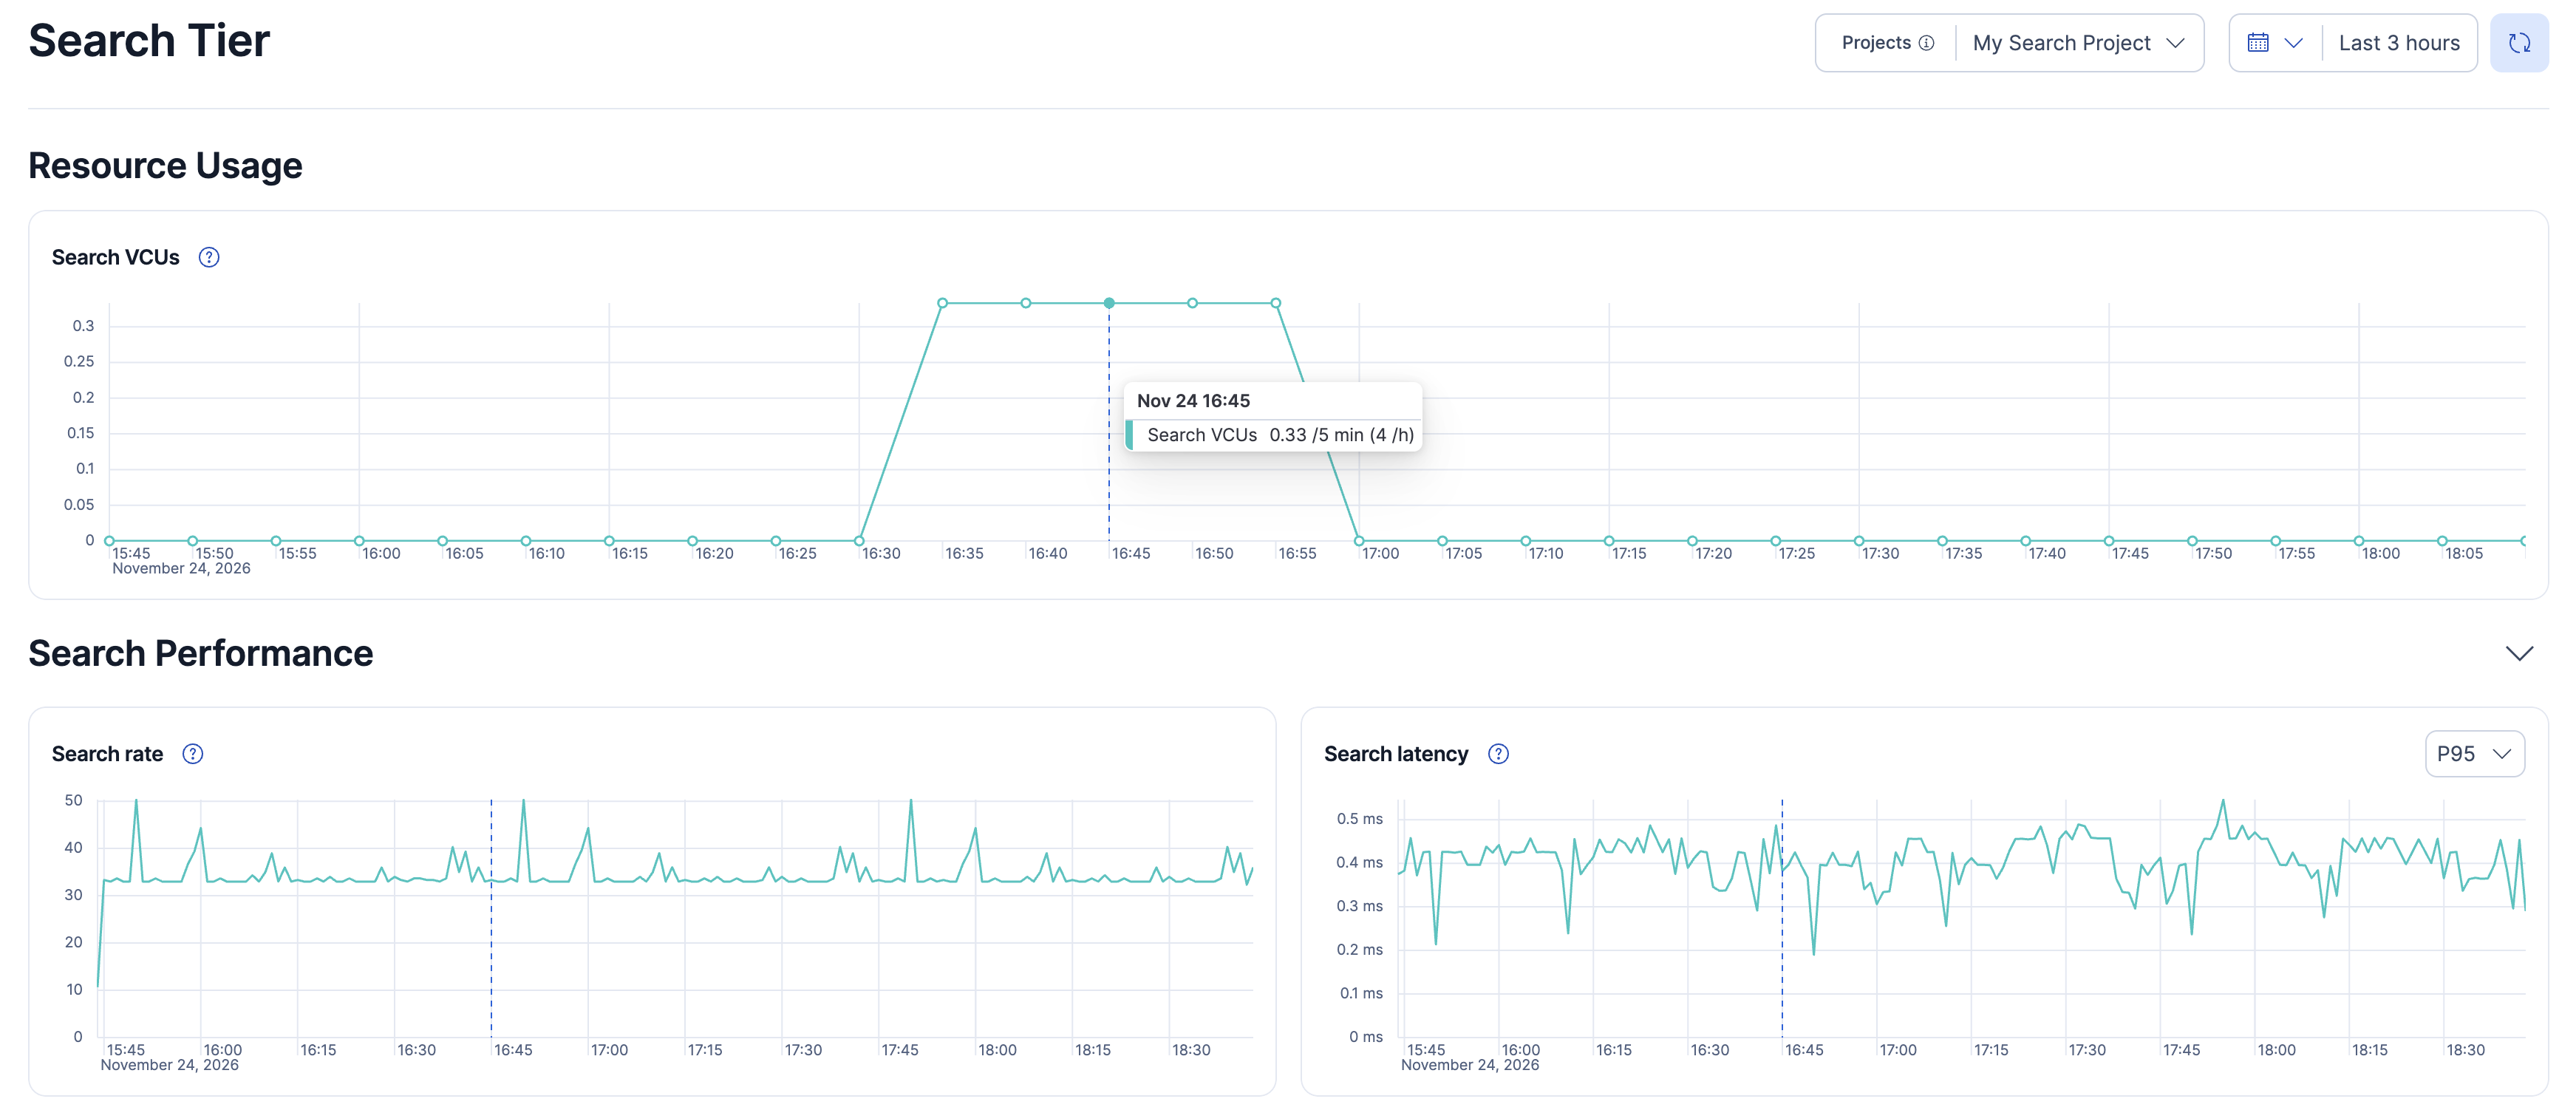 Search Tier
Projects My Search Project Last 3 hours
Resource Usage
Search VCUs
0.3
0.25
0.2
0.15
0.1
0.05
0
Nov 24 16:45
Search VCUs 0.33 /5 min (4 /h)
15:45 15:50 15:55 16:00 16:05 16:10 16:15 16:20 16:25 16:30 16:35 16:40 16:45 16:50 16:55 17:00 17:05 17:10 17:15 17:20 17:25 17:30 17:35 17:40 17:45 17:50 17:55 18:00 18:05
November 24, 2026
Search Performance
Search rate
50
40
30
20
10
0
15:45 16:00 16:15 16:30 16:45 17:00 17:15 17:30 17:45 18:00 18:15 18:30
November 24, 2026
Search latency
P95
0.5 ms
0.4 ms
0.3 ms
0.2 ms
0.1 ms
0 ms
15:45 16:00 16:15 16:30 16:45 17:00 17:15 17:30 17:45 18:00 18:15 18:30
November 24, 2026